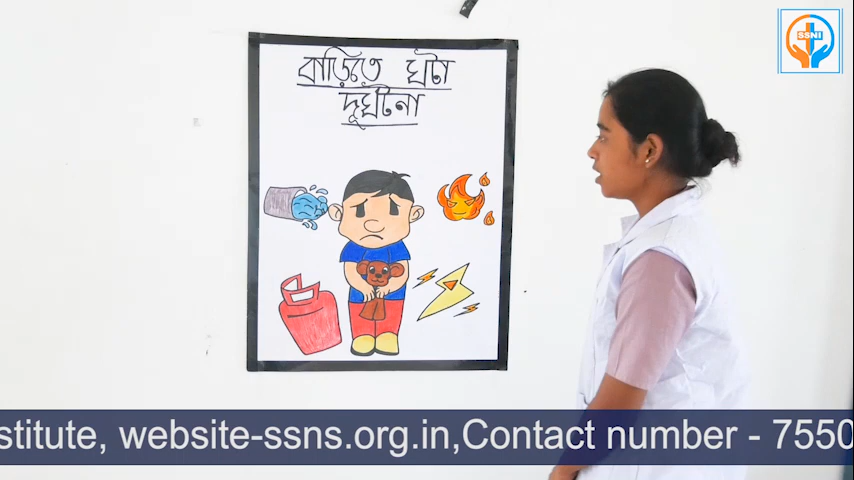 বাড়িতে ঘটা
দূর্ঘটনা
SSNI
stitute, website-ssns.org.in,Contact number - 7550